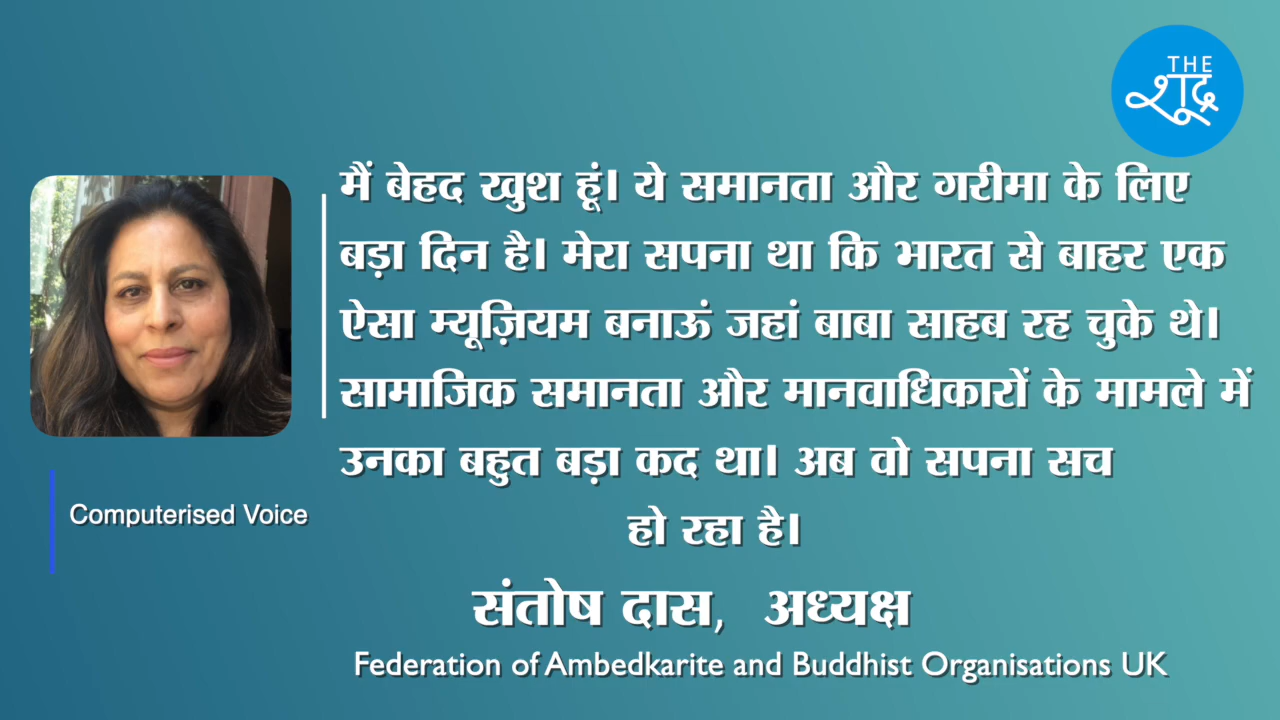 THE
शूद्र
मैं बेहद खुश हूं। ये समानता और गरीमा के लिए
बड़ा दिन है। मेरा सपना था कि भारत से बाहर एक
ऐसा म्यूज़ियम बनाऊं जहां बाबा साहब रह चुके थे।
सामाजिक समानता और मानवाधिकारों के मामले में
उनका बहुत बड़ा कद था। अब वो सपना सच
हो रहा है।
Computerised Voice
संतोष दास, अध्यक्ष
Federation of Ambedkarite and Buddhist Organisations UK